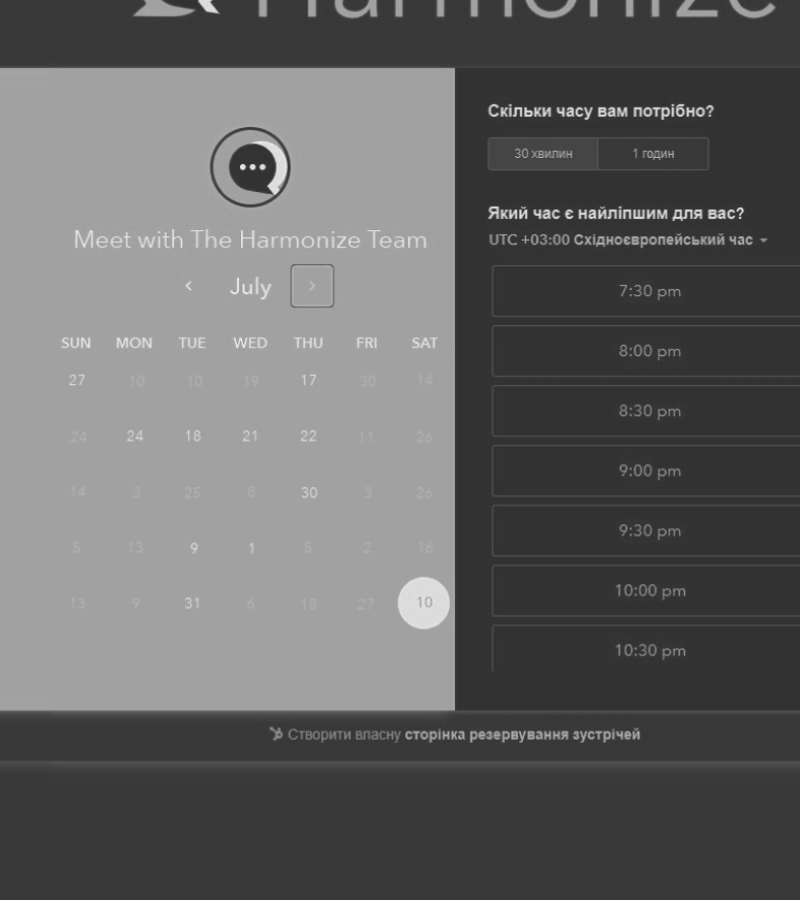 Harmonize
Meet with The Harmonize Team
July
SUN MON TUE WED THU FRI SAT
27 10 10 19 17 30 14
24 24 18 21 22 11 26
14 3 25 8 30 3 26
5 13 9 1 5 2 16
13 9 31 6 18 27 10
Скільки часу вам потрібно?
30 хвилин 1 годин
Який час є найліпшим для вас?
UTC +03:00 Східноєвропейський час
7:30 pm
8:00 pm
8:30 pm
9:00 pm
9:30 pm
10:00 pm
10:30 pm
Створити власну сторінка резервування зустрічей